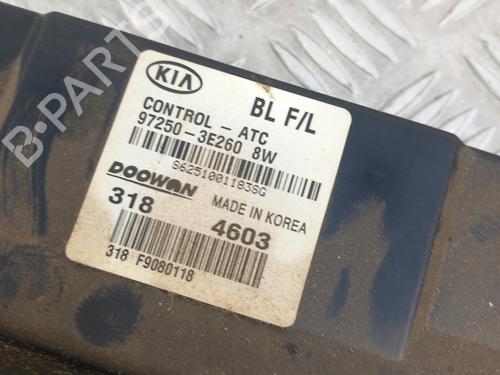 KIA
BL F/L
CONTROL - ATC
97250-3E260 8W
S6251001183SG
DOOWON
MADE IN KOREA
318
4603
318 F9080118
B-PARTS